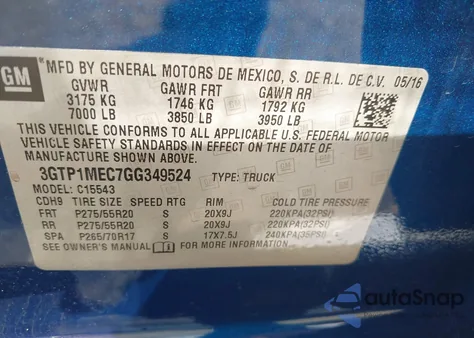 GM
MFD BY GENERAL MOTORS DE MEXICO, S. DE R.L. DE C.V. 05/16
GVWR GAWR FRT GAWR RR
3175 KG 1746 KG 1792 KG
7000 LB 3850 LB 3950 LB
THIS VEHICLE CONFORMS TO ALL APPLICABLE U.S. FEDERAL MOTOR
VEHICLE SAFETY STANDARDS IN EFFECT ON THE DATE OF
MANUFACTURE SHOWN ABOVE.
3GTP1MEC7GG349524 TYPE: TRUCK
MODEL: C15543
CDH9 TIRE SIZE SPEED RTG RIM COLD TIRE PRESSURE
FRT P275/55R20 S 20X9J 220KPA(32PSI)
RR P275/55R20 S 20X9J 220KPA(32PSI)
SPA P265/70R17 S 17X7.5J 240KPA(35PSI)
SEE OWNER'S MANUAL FOR ADDITIONAL INFORMATION
autoSnap